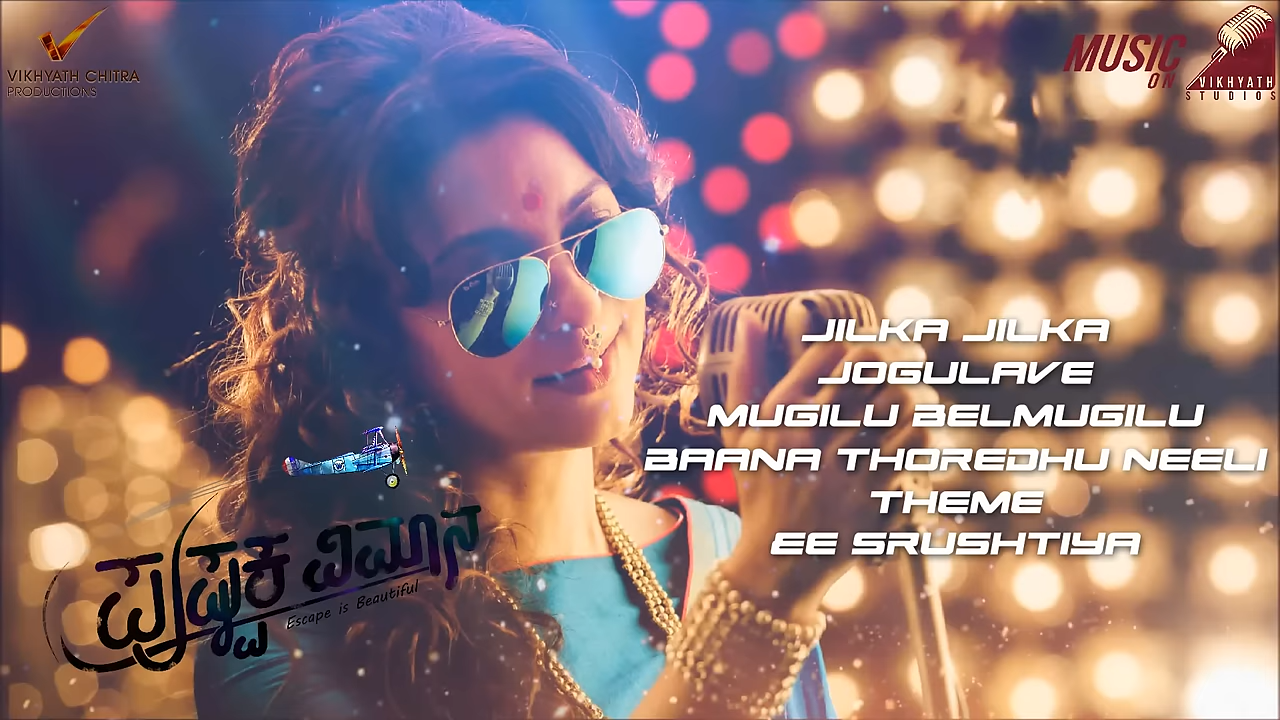 VIKHYATH CHITRA
PRODUCTIONS
MUSIC
ON
VIKHYATH
STUDIOS
JILKA JILKA
JOGULAVE
MUGILU BELMUGILU
BAANA THOREDHU NEELI
THEME
EE SRUSHTIYA
ಪುಷ್ಪಕ ವಿಮಾನ
Escape is Beautiful